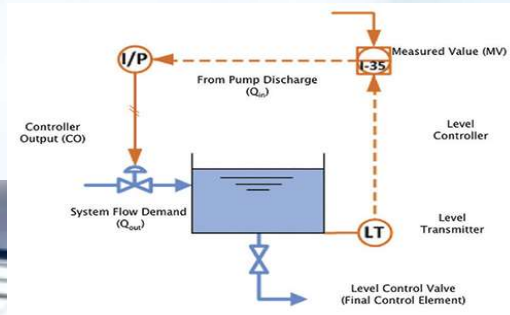 I/P
I-35
Measured Value (MV)
From Pump Discharge
(Qin)
Controller
Output (CO)
Level
Controller
System Flow Demand
(Qout)
Level
Transmitter
LT
Level Control Valve
(Final Control Element)